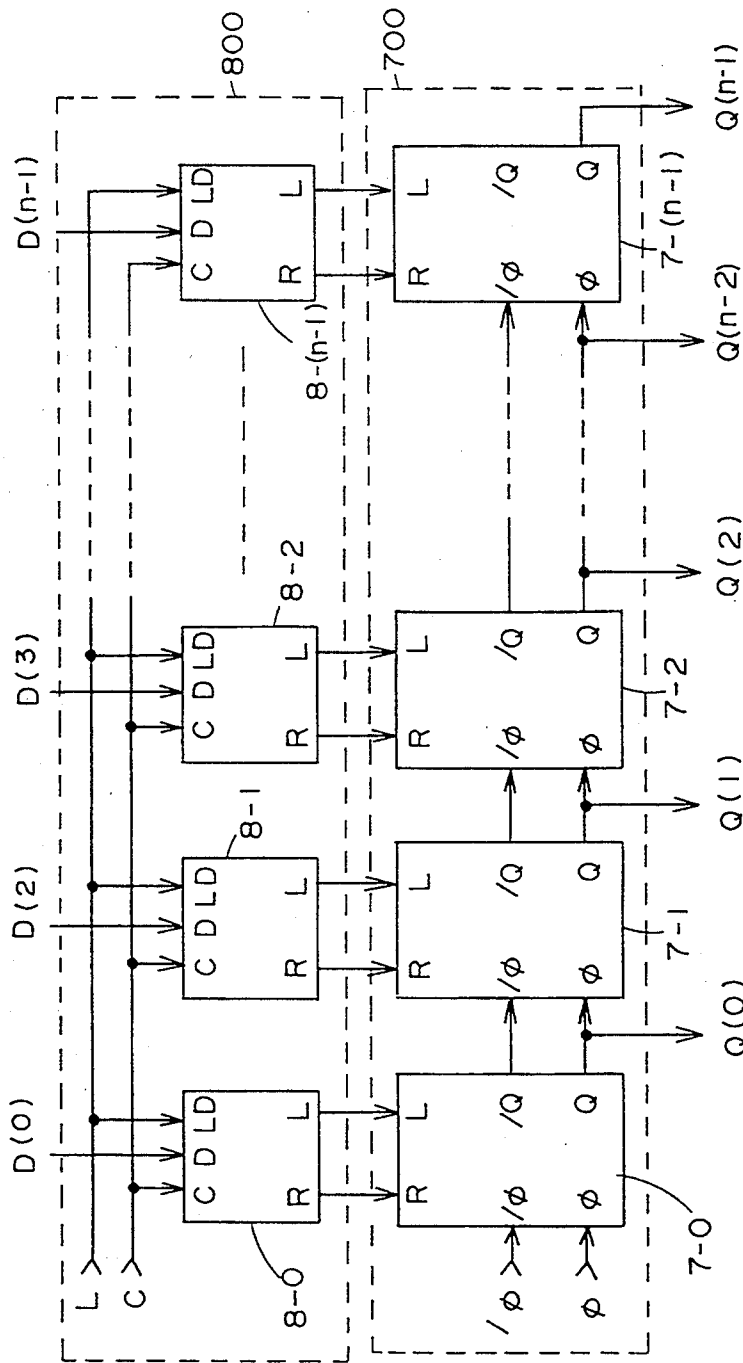 D(0) D(2) D(3) D(n-1)
800
L
C
C D LD
C D LD
C D LD
C D LD
R L
R L
R L
R L
8-0
8-1
8-2
8-(n-1)
700
R L
R L
R L
R L
/ϕ
/ϕ /Q
/ϕ /Q
/ϕ /Q
/ϕ /Q
ϕ
ϕ Q
ϕ Q
ϕ Q
ϕ Q
7-0
7-1
7-2
7-(n-1)
Q(0) Q(1) Q(2) Q(n-2) Q(n-1)